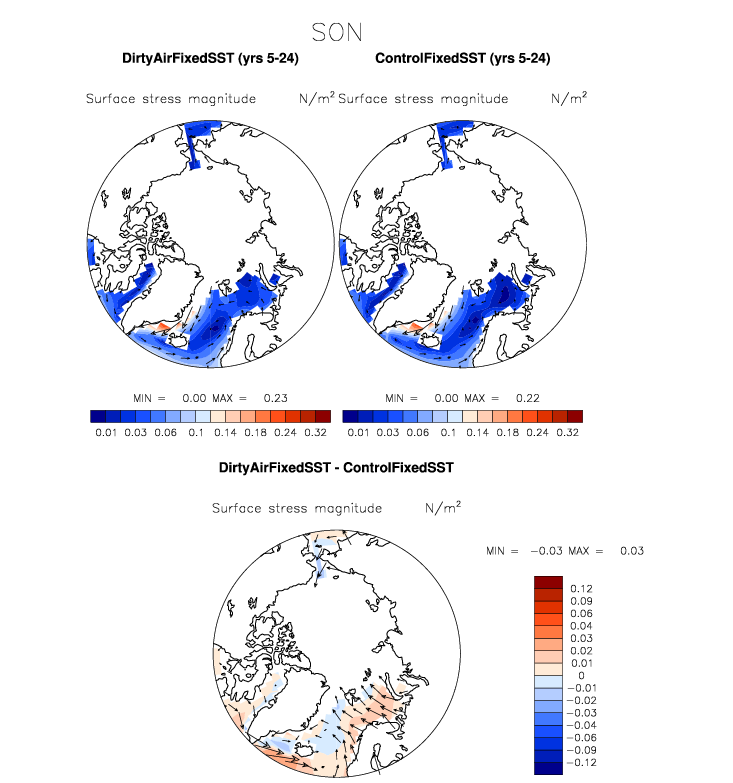 SON
DirtyAirFixedSST (yrs 5-24) ControlFixedSST (yrs 5-24)
Surface stress magnitude N/m² Surface stress magnitude N/m²
MIN = 0.00 MAX = 0.23 MIN = 0.00 MAX = 0.22
0.01 0.03 0.06 0.1 0.14 0.18 0.24 0.32 0.01 0.03 0.06 0.1 0.14 0.18 0.24 0.32
DirtyAirFixedSST - ControlFixedSST
Surface stress magnitude N/m²
MIN = −0.03 MAX = 0.03
0.12
0.09
0.06
0.04
0.03
0.02
0.01
0
−0.01
−0.02
−0.03
−0.04
−0.06
−0.09
−0.12